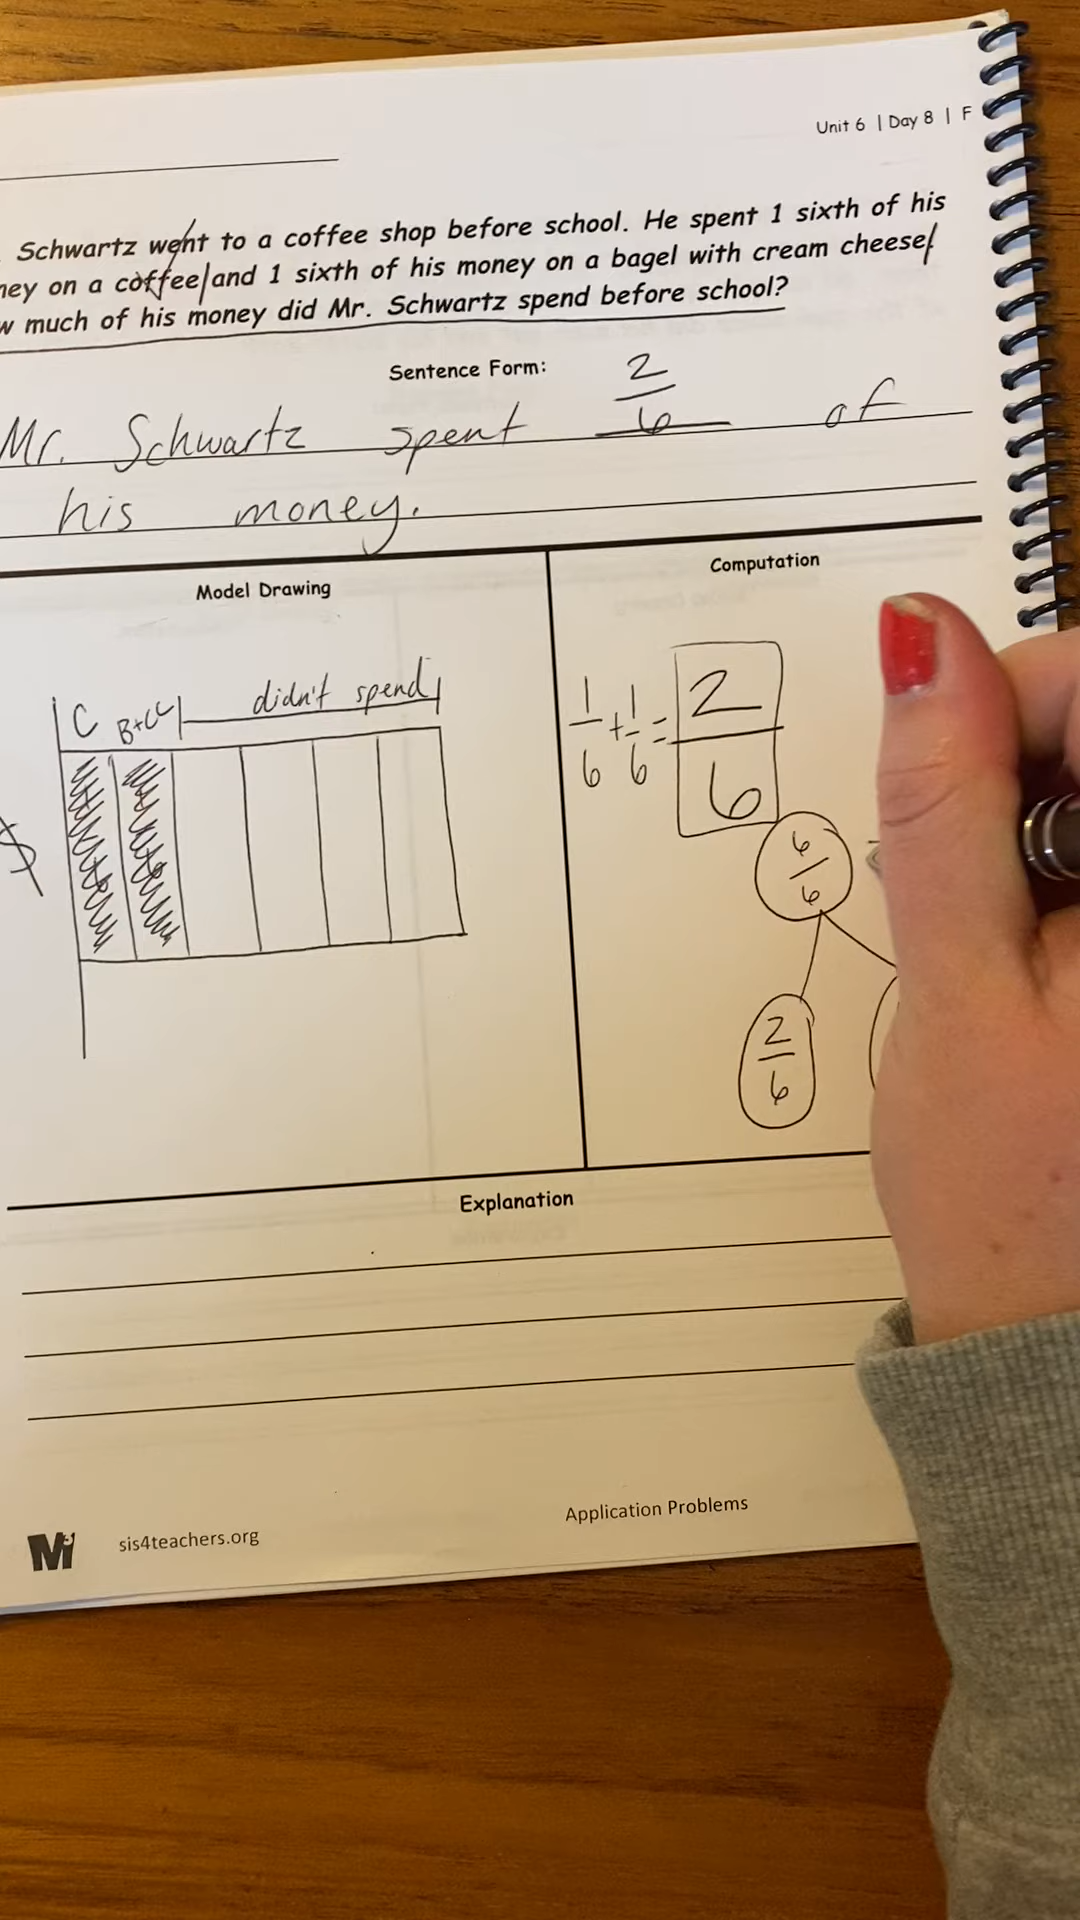 Unit 6 | Day 8 | F
Schwartz went to a coffee shop before school. He spent 1 sixth of his
ney on a coffee and 1 sixth of his money on a bagel with cream cheese
w much of his money did Mr. Schwartz spend before school?
Sentence Form:
Mr. Schwartz spent 2/6 of
his money.
Model Drawing
Computation
C B+CC didn't spend
$
1/6 + 1/6 = 2/6
6/6
2/6
Explanation
M³
sis4teachers.org
Application Problems